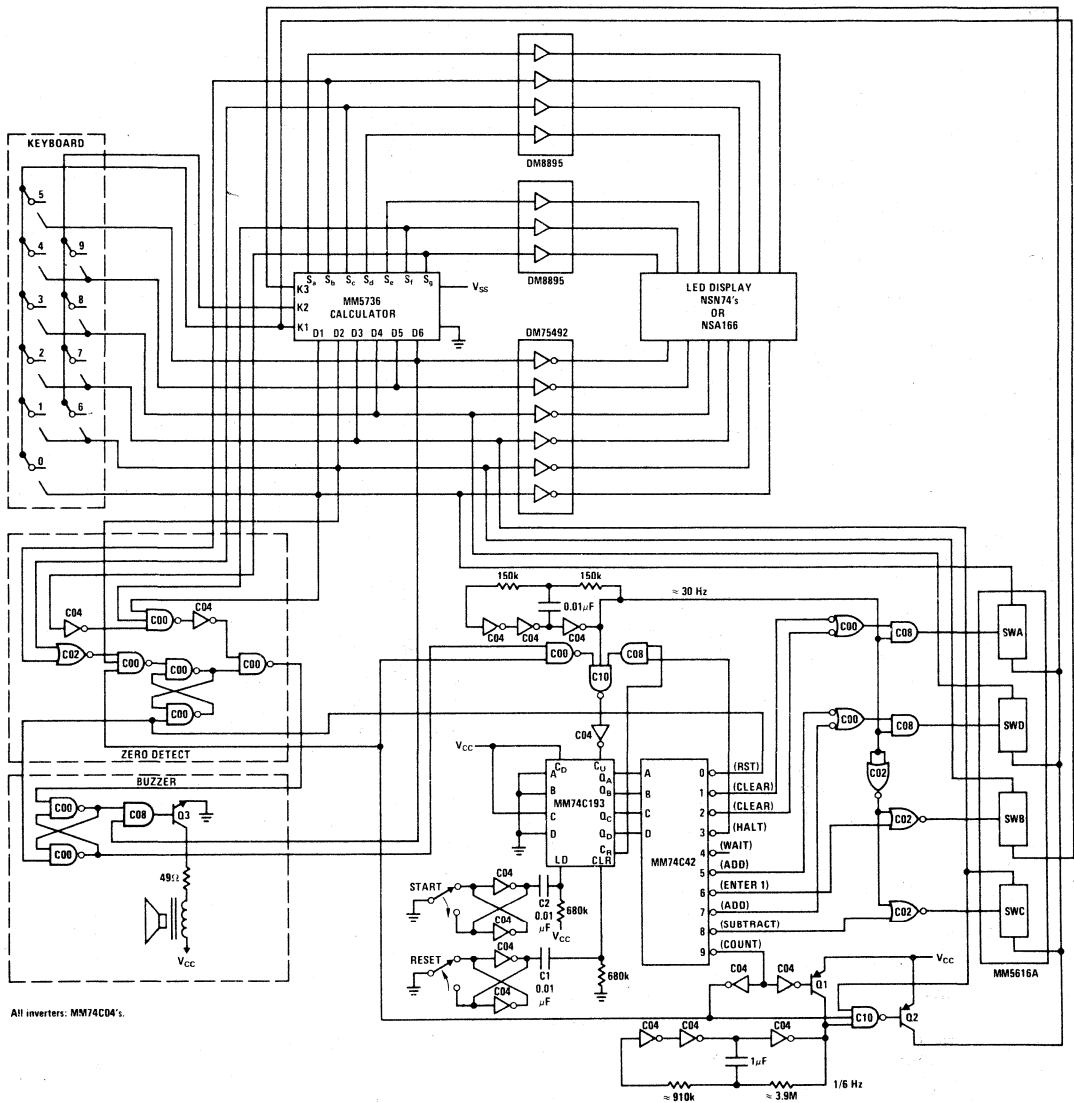 DM8895
KEYBOARD
5
4
9
3
8
2
7
1
6
0
Sa Sb Sc Sd Se Sf Sg
K3
K2
K1
MM5736
CALCULATOR
D1 D2 D3 D4 D5 D6
VSS
DM8895
LED DISPLAY
NSN74's
OR
NSA166
DM75492
150k
150k
≈ 30 Hz
0.01μF
C04
C04
C04
C04
C00
C04
C02
C00
C00
C00
C00
ZERO DETECT
C00
C08
C10
C04
C00
C08
SWA
C00
C08
SWD
C02
C02
SWB
C02
SWC
MM5616A
BUZZER
C00
C00
C08
Q3
49Ω
VCC
VCC
CD
CU
A
B
C
D
QA
QB
QC
QD
CR
MM74C193
LD
CLR
A
B
C
D
MM74C42
0 (RST)
1 (CLEAR)
2 (CLEAR)
3 (HALT)
4 (WAIT)
5 (ADD)
6 (ENTER 1)
7 (ADD)
8 (SUBTRACT)
9 (COUNT)
START
C04
C04
C2
0.01
μF
680k
VCC
RESET
C04
C04
C1
0.01
μF
680k
C04
C04
Q1
VCC
C10
Q2
C04
C04
C04
1μF
≈ 910k
≈ 3.9M
1/6 Hz
All inverters: MM74C04's.